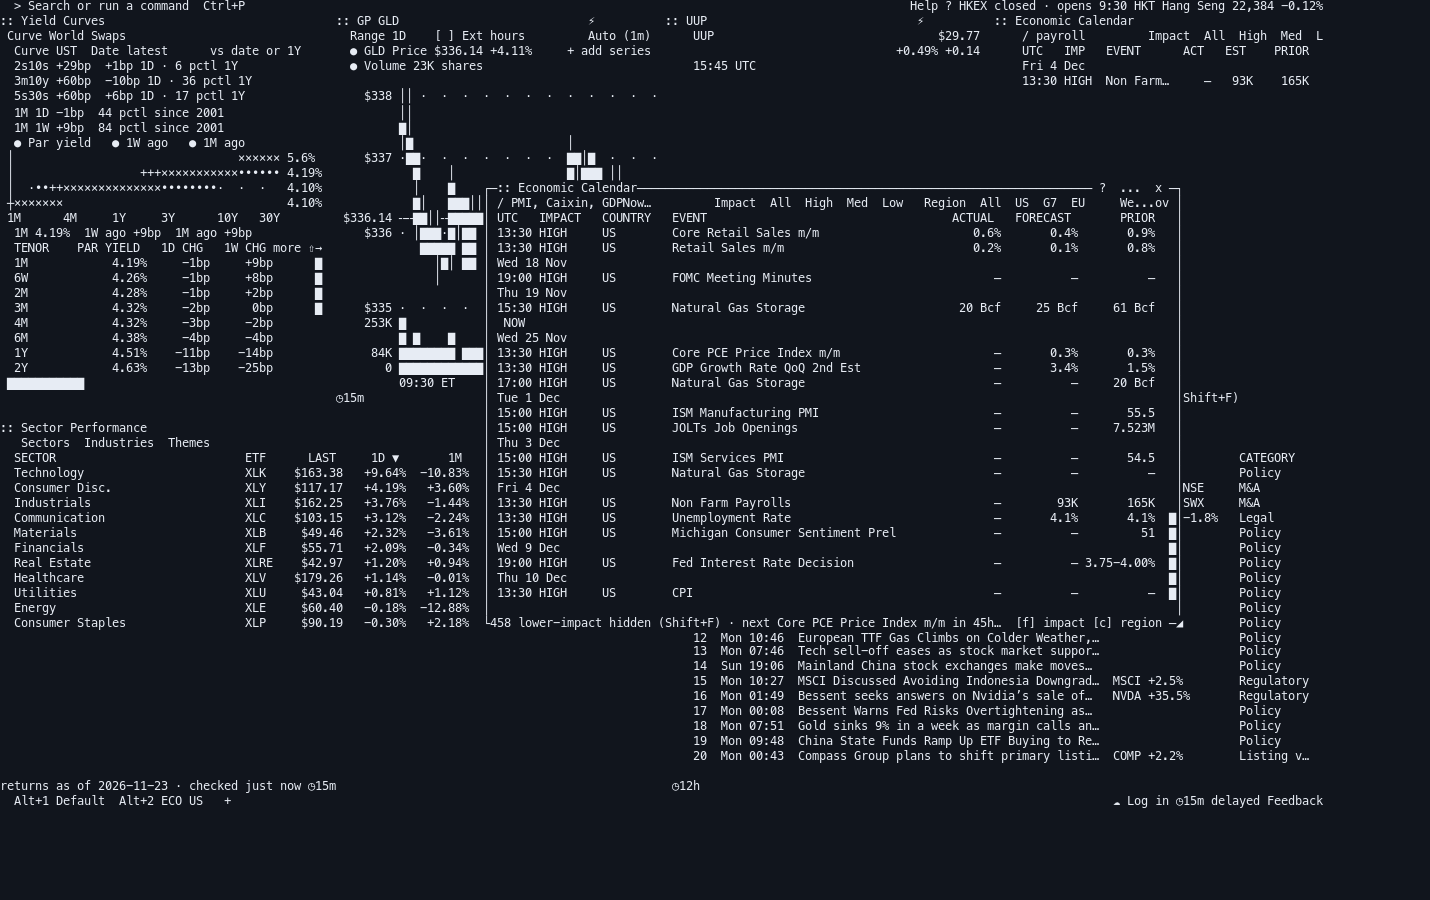 > Search or run a command  Ctrl+P    Help ? HKEX closed · opens 9:30 HKT Hang Seng 22,384 −0.12%
:: Yield Curves    :: GP GLD    ⚡    :: UUP    ⚡    :: Economic Calendar
Curve World Swaps    Range 1D    [ ] Ext hours    Auto (1m)    UUP    $29.77    / payroll    Impact  All  High  Med  L
Curve UST  Date latest    vs date or 1Y    ● GLD Price $336.14 +4.11%    + add series    +0.49% +0.14    UTC  IMP  EVENT    ACT  EST    PRIOR
2s10s +29bp  +1bp 1D · 6 pctl 1Y    ● Volume 23K shares    15:45 UTC    Fri 4 Dec
3m10y +60bp  −10bp 1D · 36 pctl 1Y    13:30 HIGH  Non Farm…    —  93K    165K
5s30s +60bp  +6bp 1D · 17 pctl 1Y    $338
1M 1D −1bp  44 pctl since 2001
1M 1W +9bp  84 pctl since 2001
● Par yield   ● 1W ago   ● 1M ago
5.6%    $337
4.19%
4.10%    :: Economic Calendar    ?  ...  x
4.10%    / PMI, Caixin, GDPNow…    Impact  All  High  Med  Low   Region  All  US  G7  EU    We...ov
1M    4M    1Y    3Y    10Y   30Y    $336.14    UTC   IMPACT   COUNTRY   EVENT    ACTUAL   FORECAST    PRIOR
1M 4.19%  1W ago +9bp  1M ago +9bp    $336    13:30 HIGH    US    Core Retail Sales m/m    0.6%    0.4%    0.9%
TENOR    PAR YIELD   1D CHG   1W CHG more ⇧→    13:30 HIGH    US    Retail Sales m/m    0.2%    0.1%    0.8%
1M    4.19%    −1bp    +9bp    Wed 18 Nov
6W    4.26%    −1bp    +8bp    19:00 HIGH    US    FOMC Meeting Minutes    —    —    —
2M    4.28%    −1bp    +2bp    Thu 19 Nov
3M    4.32%    −2bp    0bp    $335    15:30 HIGH    US    Natural Gas Storage    20 Bcf    25 Bcf    61 Bcf
4M    4.32%    −3bp    −2bp    253K    NOW
6M    4.38%    −4bp    −4bp    Wed 25 Nov
1Y    4.51%    −11bp    −14bp    84K    13:30 HIGH    US    Core PCE Price Index m/m    —    0.3%    0.3%
2Y    4.63%    −13bp    −25bp    0    13:30 HIGH    US    GDP Growth Rate QoQ 2nd Est    —    3.4%    1.5%
09:30 ET    17:00 HIGH    US    Natural Gas Storage    —    —    20 Bcf
◷15m    Tue 1 Dec    Shift+F)
15:00 HIGH    US    ISM Manufacturing PMI    —    —    55.5
:: Sector Performance    15:00 HIGH    US    JOLTs Job Openings    —    —    7.523M
Sectors  Industries  Themes    Thu 3 Dec
SECTOR    ETF    LAST    1D ▼    1M    15:00 HIGH    US    ISM Services PMI    —    —    54.5    CATEGORY
Technology    XLK    $163.38    +9.64%    −10.83%    15:30 HIGH    US    Natural Gas Storage    —    —    —    Policy
Consumer Disc.    XLY    $117.17    +4.19%    +3.60%    Fri 4 Dec    NSE    M&A
Industrials    XLI    $162.25    +3.76%    −1.44%    13:30 HIGH    US    Non Farm Payrolls    —    93K    165K    SWX    M&A
Communication    XLC    $103.15    +3.12%    −2.24%    13:30 HIGH    US    Unemployment Rate    —    4.1%    4.1%    −1.8%    Legal
Materials    XLB    $49.46    +2.32%    −3.61%    15:00 HIGH    US    Michigan Consumer Sentiment Prel    —    —    51    Policy
Financials    XLF    $55.71    +2.09%    −0.34%    Wed 9 Dec    Policy
Real Estate    XLRE    $42.97    +1.20%    +0.94%    19:00 HIGH    US    Fed Interest Rate Decision    —    —    3.75−4.00%    Policy
Healthcare    XLV    $179.26    +1.14%    −0.01%    Thu 10 Dec    Policy
Utilities    XLU    $43.04    +0.81%    +1.12%    13:30 HIGH    US    CPI    —    —    —    Policy
Energy    XLE    $60.40    −0.18%    −12.88%    Policy
Consumer Staples    XLP    $90.19    −0.30%    +2.18%    458 lower−impact hidden (Shift+F) · next Core PCE Price Index m/m in 45h…  [f] impact [c] region    Policy
12  Mon 10:46  European TTF Gas Climbs on Colder Weather,…    Policy
13  Mon 07:46  Tech sell−off eases as stock market suppor…    Policy
14  Sun 19:06  Mainland China stock exchanges make moves…    Policy
15  Mon 10:27  MSCI Discussed Avoiding Indonesia Downgrad…  MSCI +2.5%    Regulatory
16  Mon 01:49  Bessent seeks answers on Nvidia’s sale of…  NVDA +35.5%    Regulatory
17  Mon 00:08  Bessent Warns Fed Risks Overtightening as…    Policy
18  Mon 07:51  Gold sinks 9% in a week as margin calls an…    Policy
19  Mon 09:48  China State Funds Ramp Up ETF Buying to Re…    Policy
20  Mon 00:43  Compass Group plans to shift primary listi…  COMP +2.2%    Listing v…
returns as of 2026−11−23 · checked just now ◷15m    ◷12h
Alt+1 Default  Alt+2 ECO US   +    ☁ Log in ◷15m delayed Feedback